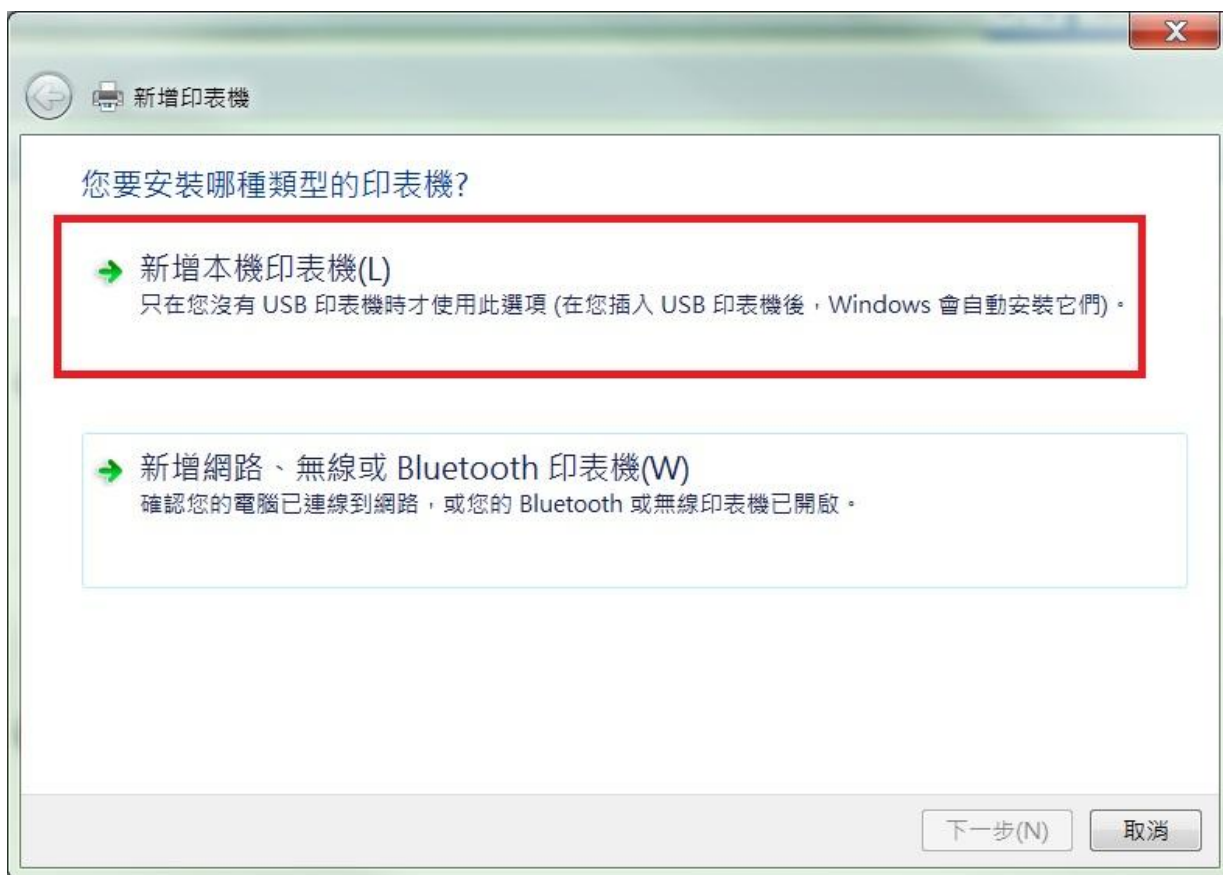 新增印表機
您要安裝哪種類型的印表機?
新增本機印表機(L)
只在您沒有 USB 印表機時才使用此選項 (在您插入 USB 印表機後，Windows 會自動安裝它們)。
新增網路、無線或 Bluetooth 印表機(W)
確認您的電腦已連線到網路，或您的 Bluetooth 或無線印表機已開啟。
下一步(N)
取消